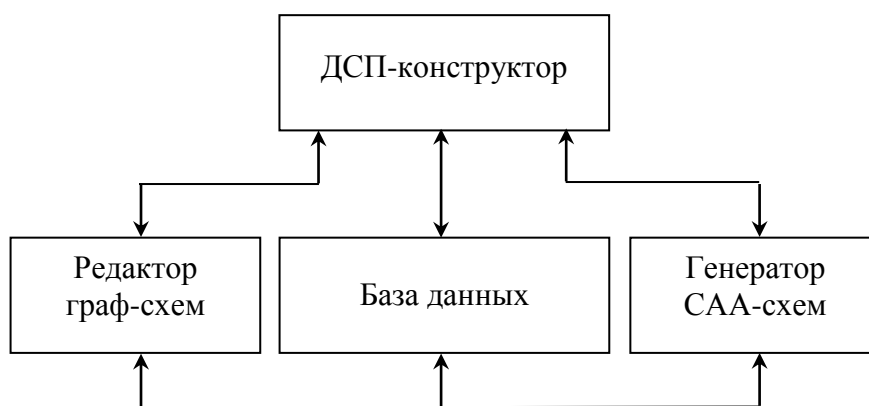 ДСП-конструктор
Редактор
граф-схем
База данных
Генератор
САА-схем